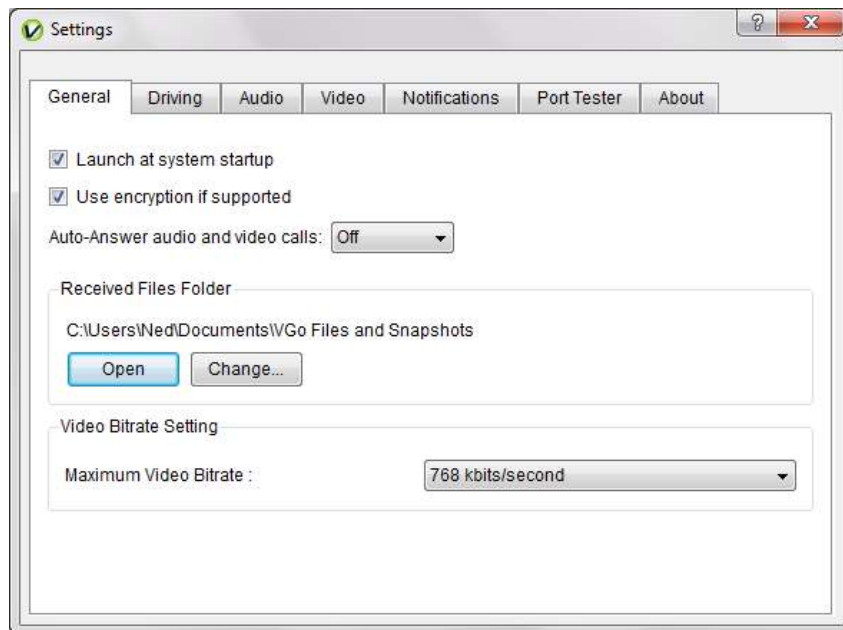 Settings
General Driving Audio Video Notifications Port Tester About
Launch at system startup
Use encryption if supported
Auto-Answer audio and video calls: Off
Received Files Folder
C:\Users\Ned\Documents\VGo Files and Snapshots
Open Change...
Video Bitrate Setting
Maximum Video Bitrate : 768 kbits/second